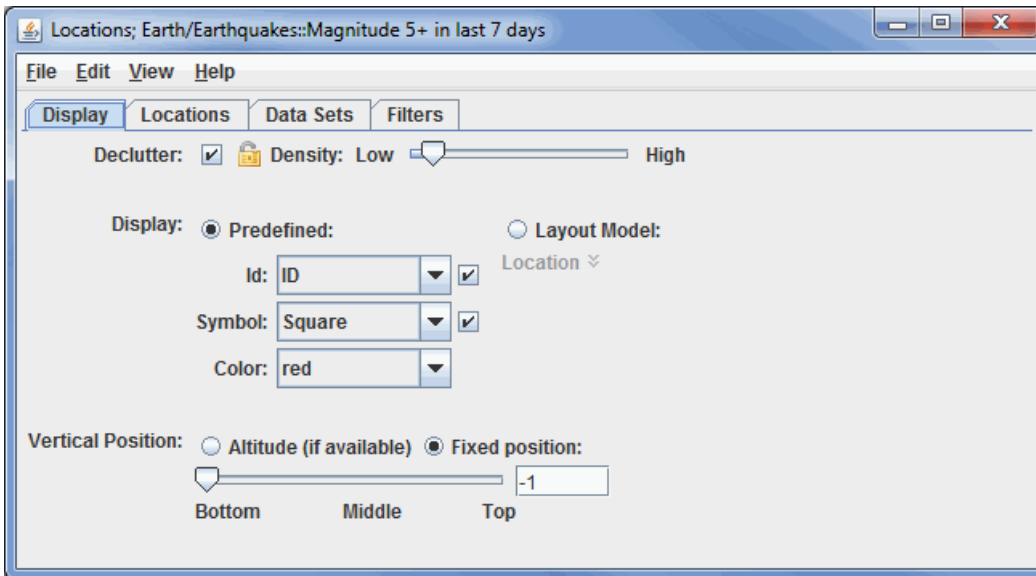 Locations; Earth/Earthquakes::Magnitude 5+ in last 7 days
File Edit View Help
Display Locations Data Sets Filters
Declutter: Density: Low High
Display: Predefined: Layout Model:
Id: ID Location
Symbol: Square
Color: red
Vertical Position: Altitude (if available) Fixed position:
-1
Bottom Middle Top